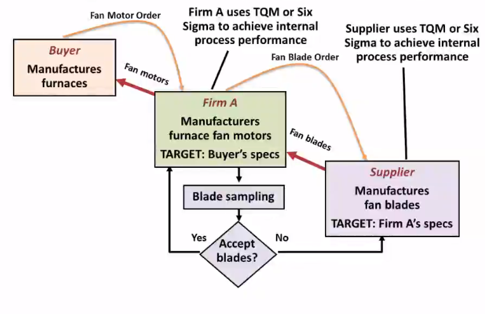 Firm A uses TQM or Six
Sigma to achieve internal
process performance
Supplier uses TQM or Six
Sigma to achieve internal
process performance
Fan Motor Order
Buyer
Manufactures
furnaces
Fan motors
Fan Blade Order
Firm A
Manufacturers
furnace fan motors
TARGET: Buyer's specs
Fan blades
Supplier
Manufactures
fan blades
TARGET: Firm A's specs
Blade sampling
Yes
Accept
blades?
No